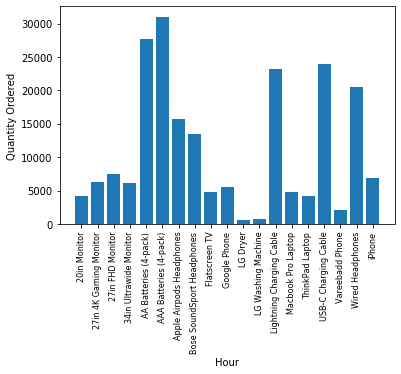 30000
25000
20000
15000
10000
5000
0
Quantity Ordered
20in Monitor
27in 4K Gaming Monitor
27in FHD Monitor
34in Ultrawide Monitor
AA Batteries (4-pack)
AAA Batteries (4-pack)
Apple Airpods Headphones
Bose SoundSport Headphones
Flatscreen TV
Google Phone
LG Dryer
LG Washing Machine
Lightning Charging Cable
Macbook Pro Laptop
ThinkPad Laptop
USB-C Charging Cable
Vareebadd Phone
Wired Headphones
iPhone
Hour